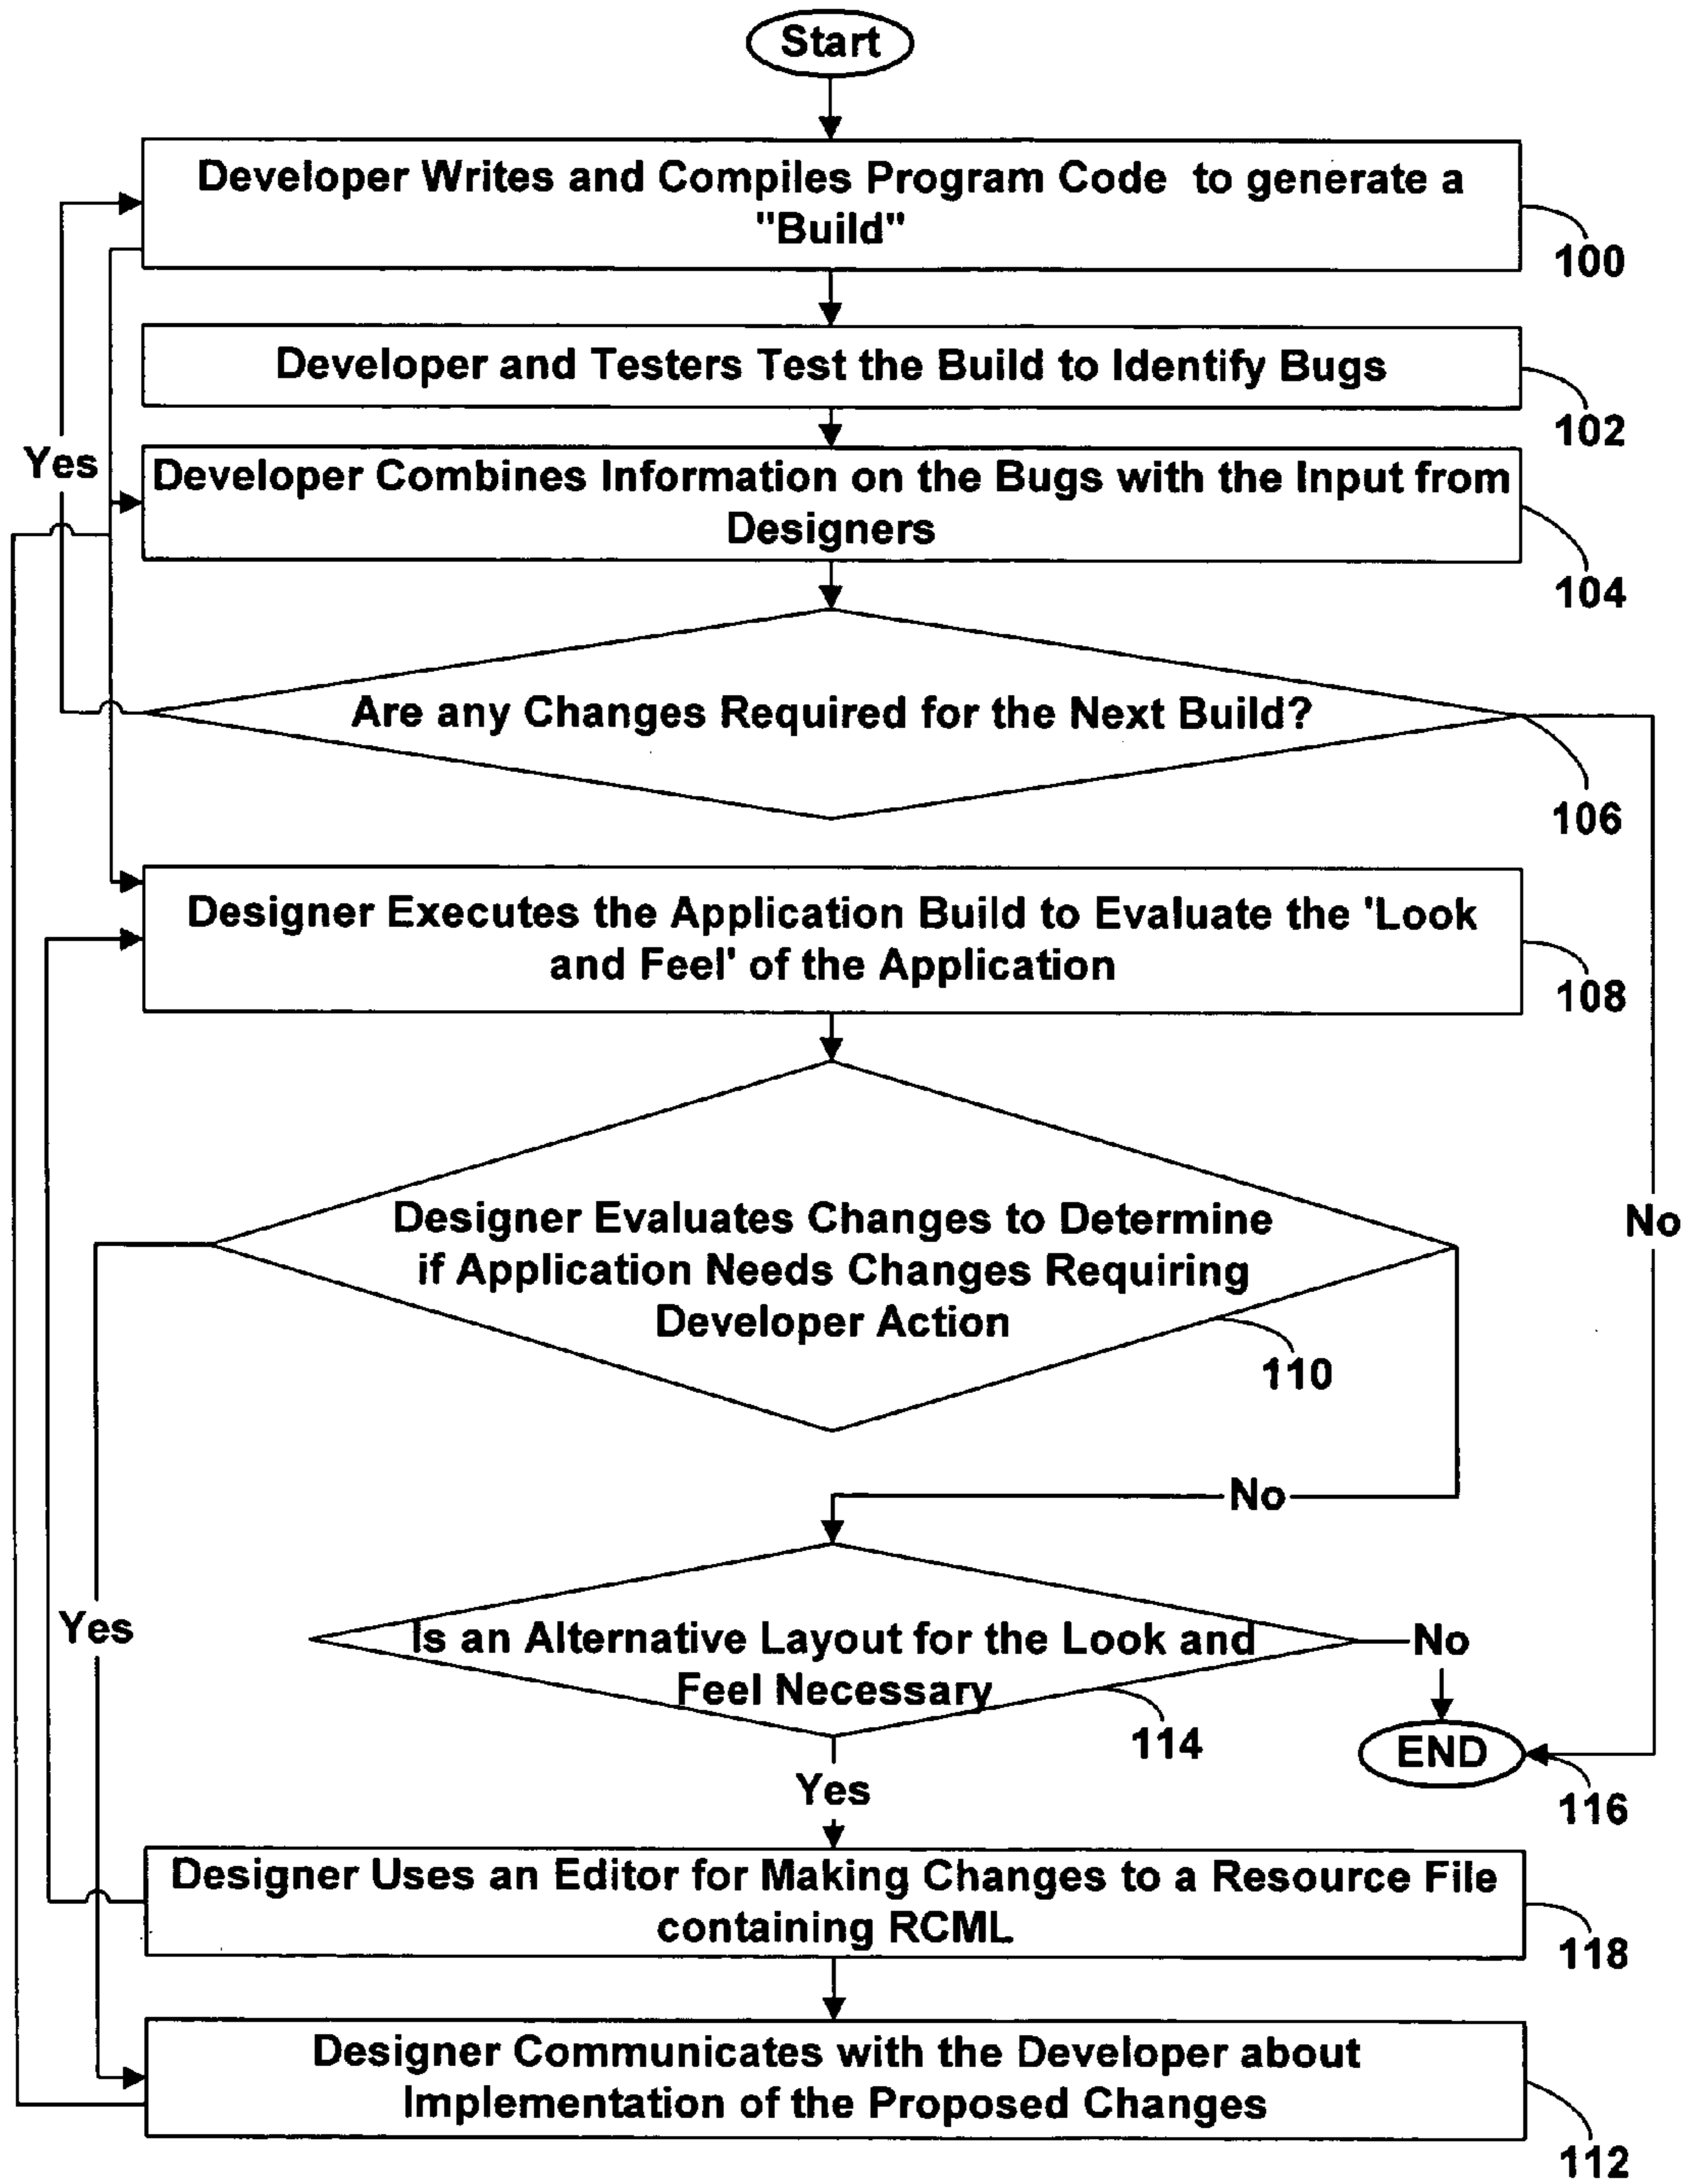 Start
Developer Writes and Compiles Program Code to generate a
"Build"
100
Developer and Testers Test the Build to Identify Bugs
102
Yes
Developer Combines Information on the Bugs with the Input from
Designers
104
Are any Changes Required for the Next Build?
106
Designer Executes the Application Build to Evaluate the 'Look
and Feel' of the Application
108
No
Designer Evaluates Changes to Determine
if Application Needs Changes Requiring
Developer Action
110
No
Yes
Is an Alternative Layout for the Look and
Feel Necessary
No
114
END
116
Yes
Designer Uses an Editor for Making Changes to a Resource File
containing RCML
118
Designer Communicates with the Developer about
Implementation of the Proposed Changes
112